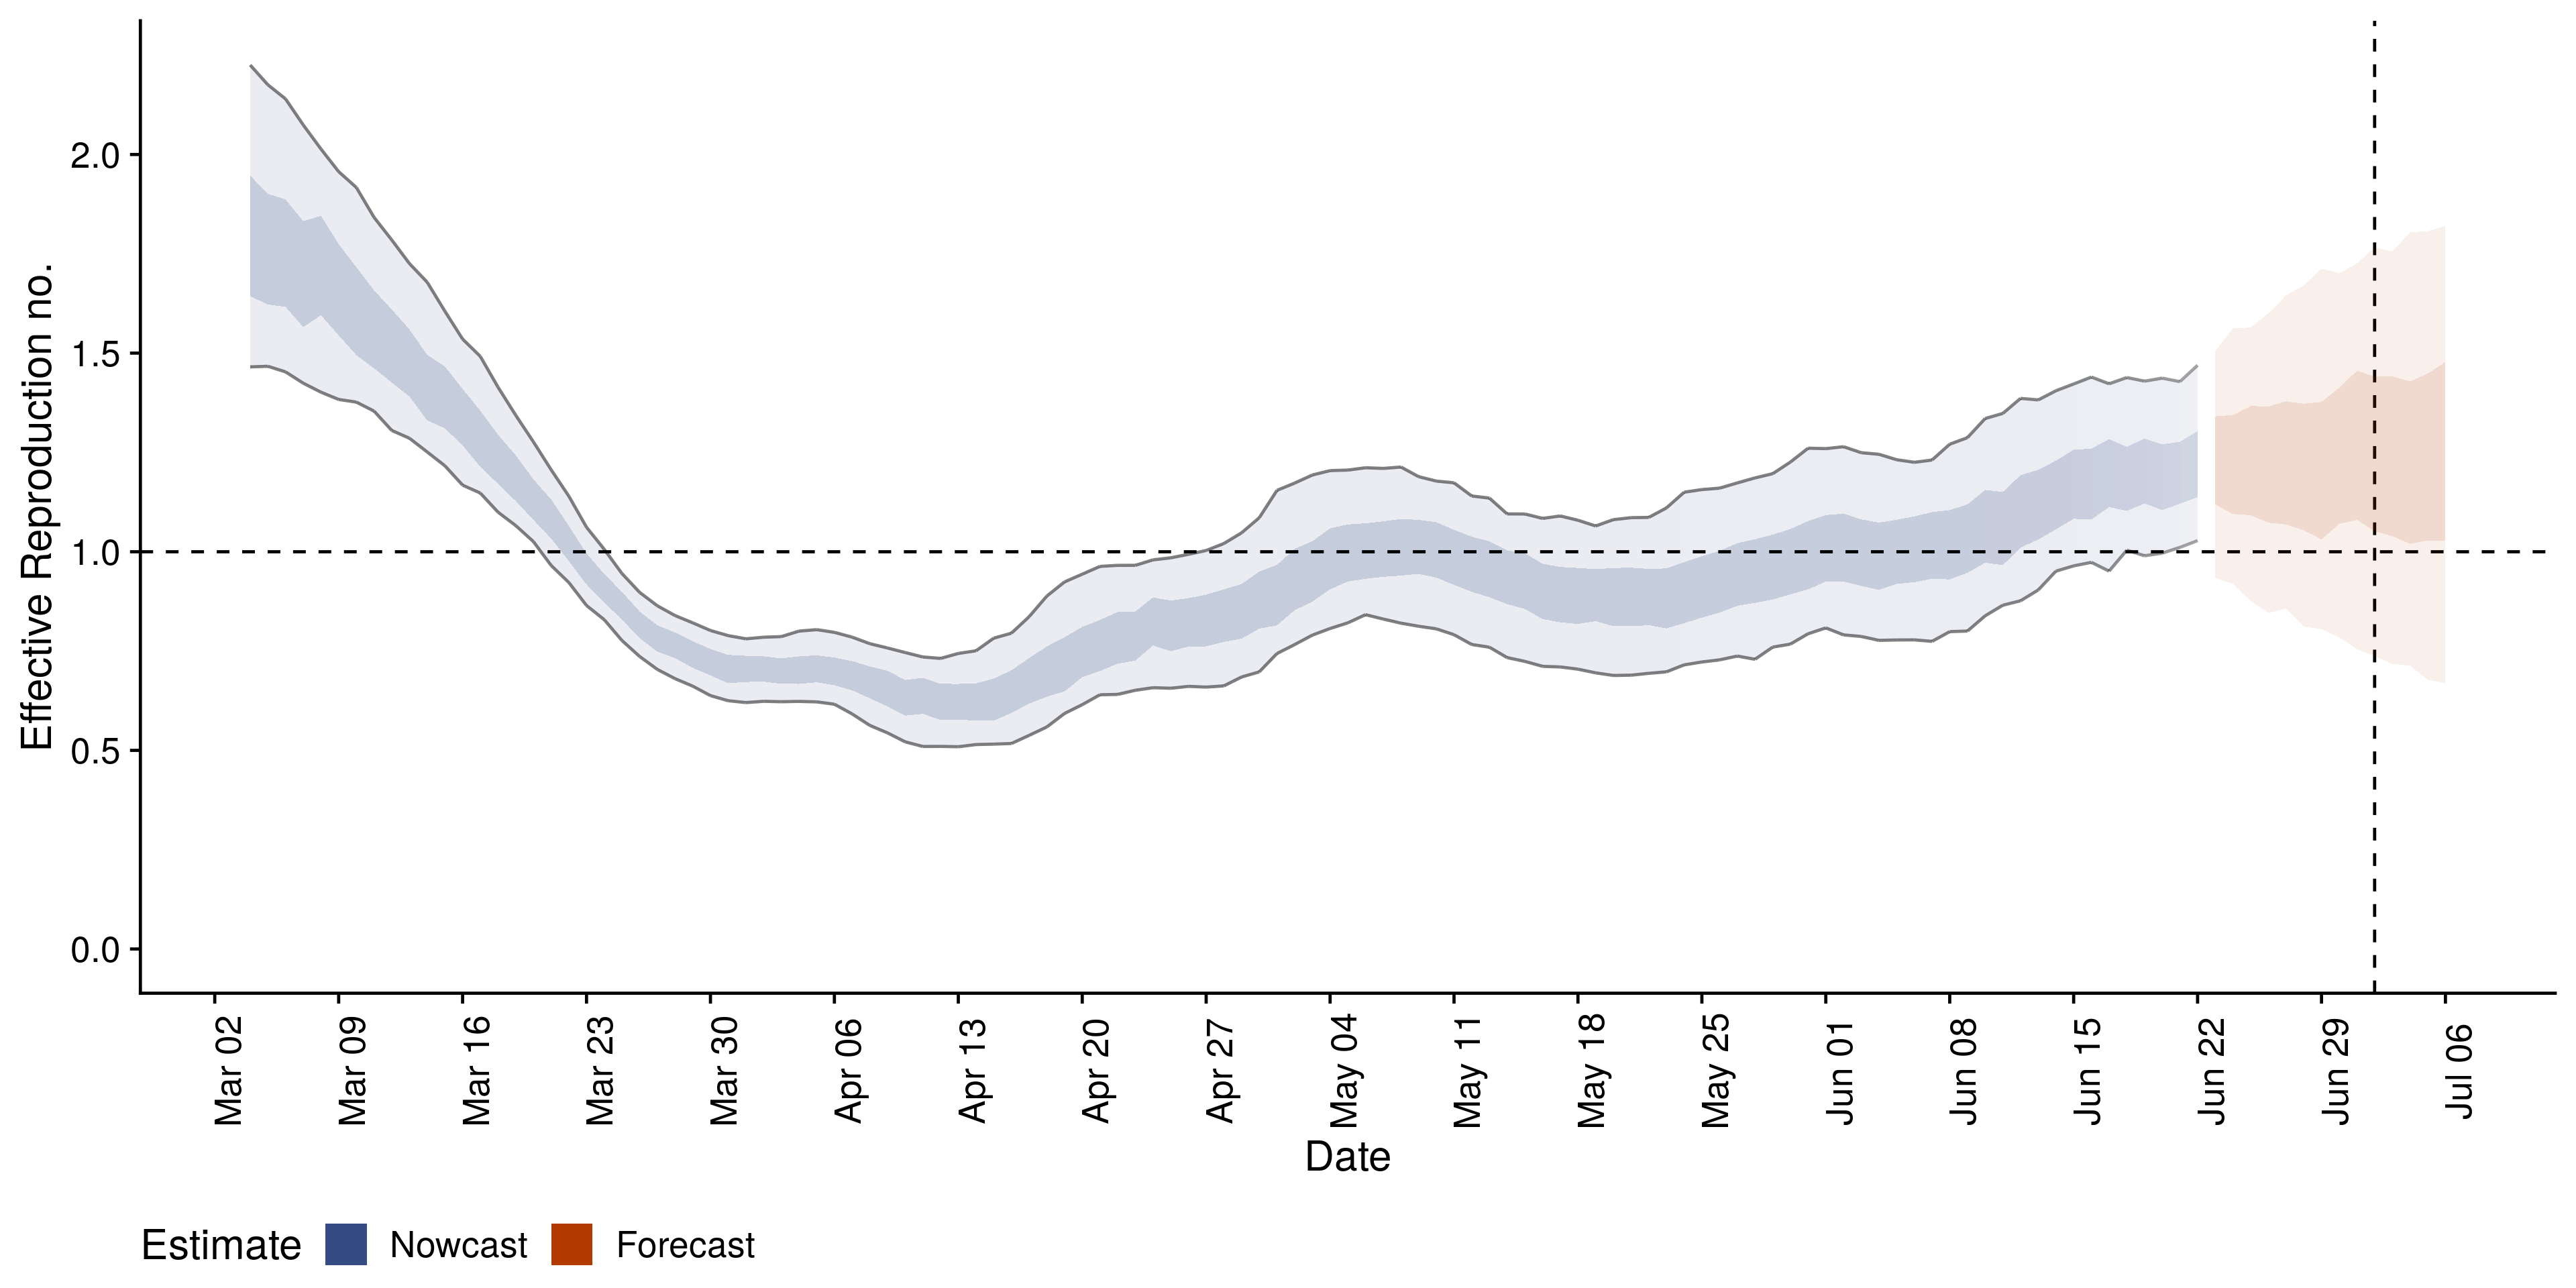 Effective Reproduction no.
2.0
1.5
1.0
0.5
0.0
Mar 02
Mar 09
Mar 16
Mar 23
Mar 30
Apr 06
Apr 13
Apr 20
Apr 27
May 04
May 11
May 18
May 25
Jun 01
Jun 08
Jun 15
Jun 22
Jun 29
Jul 06
Date
Estimate Nowcast Forecast